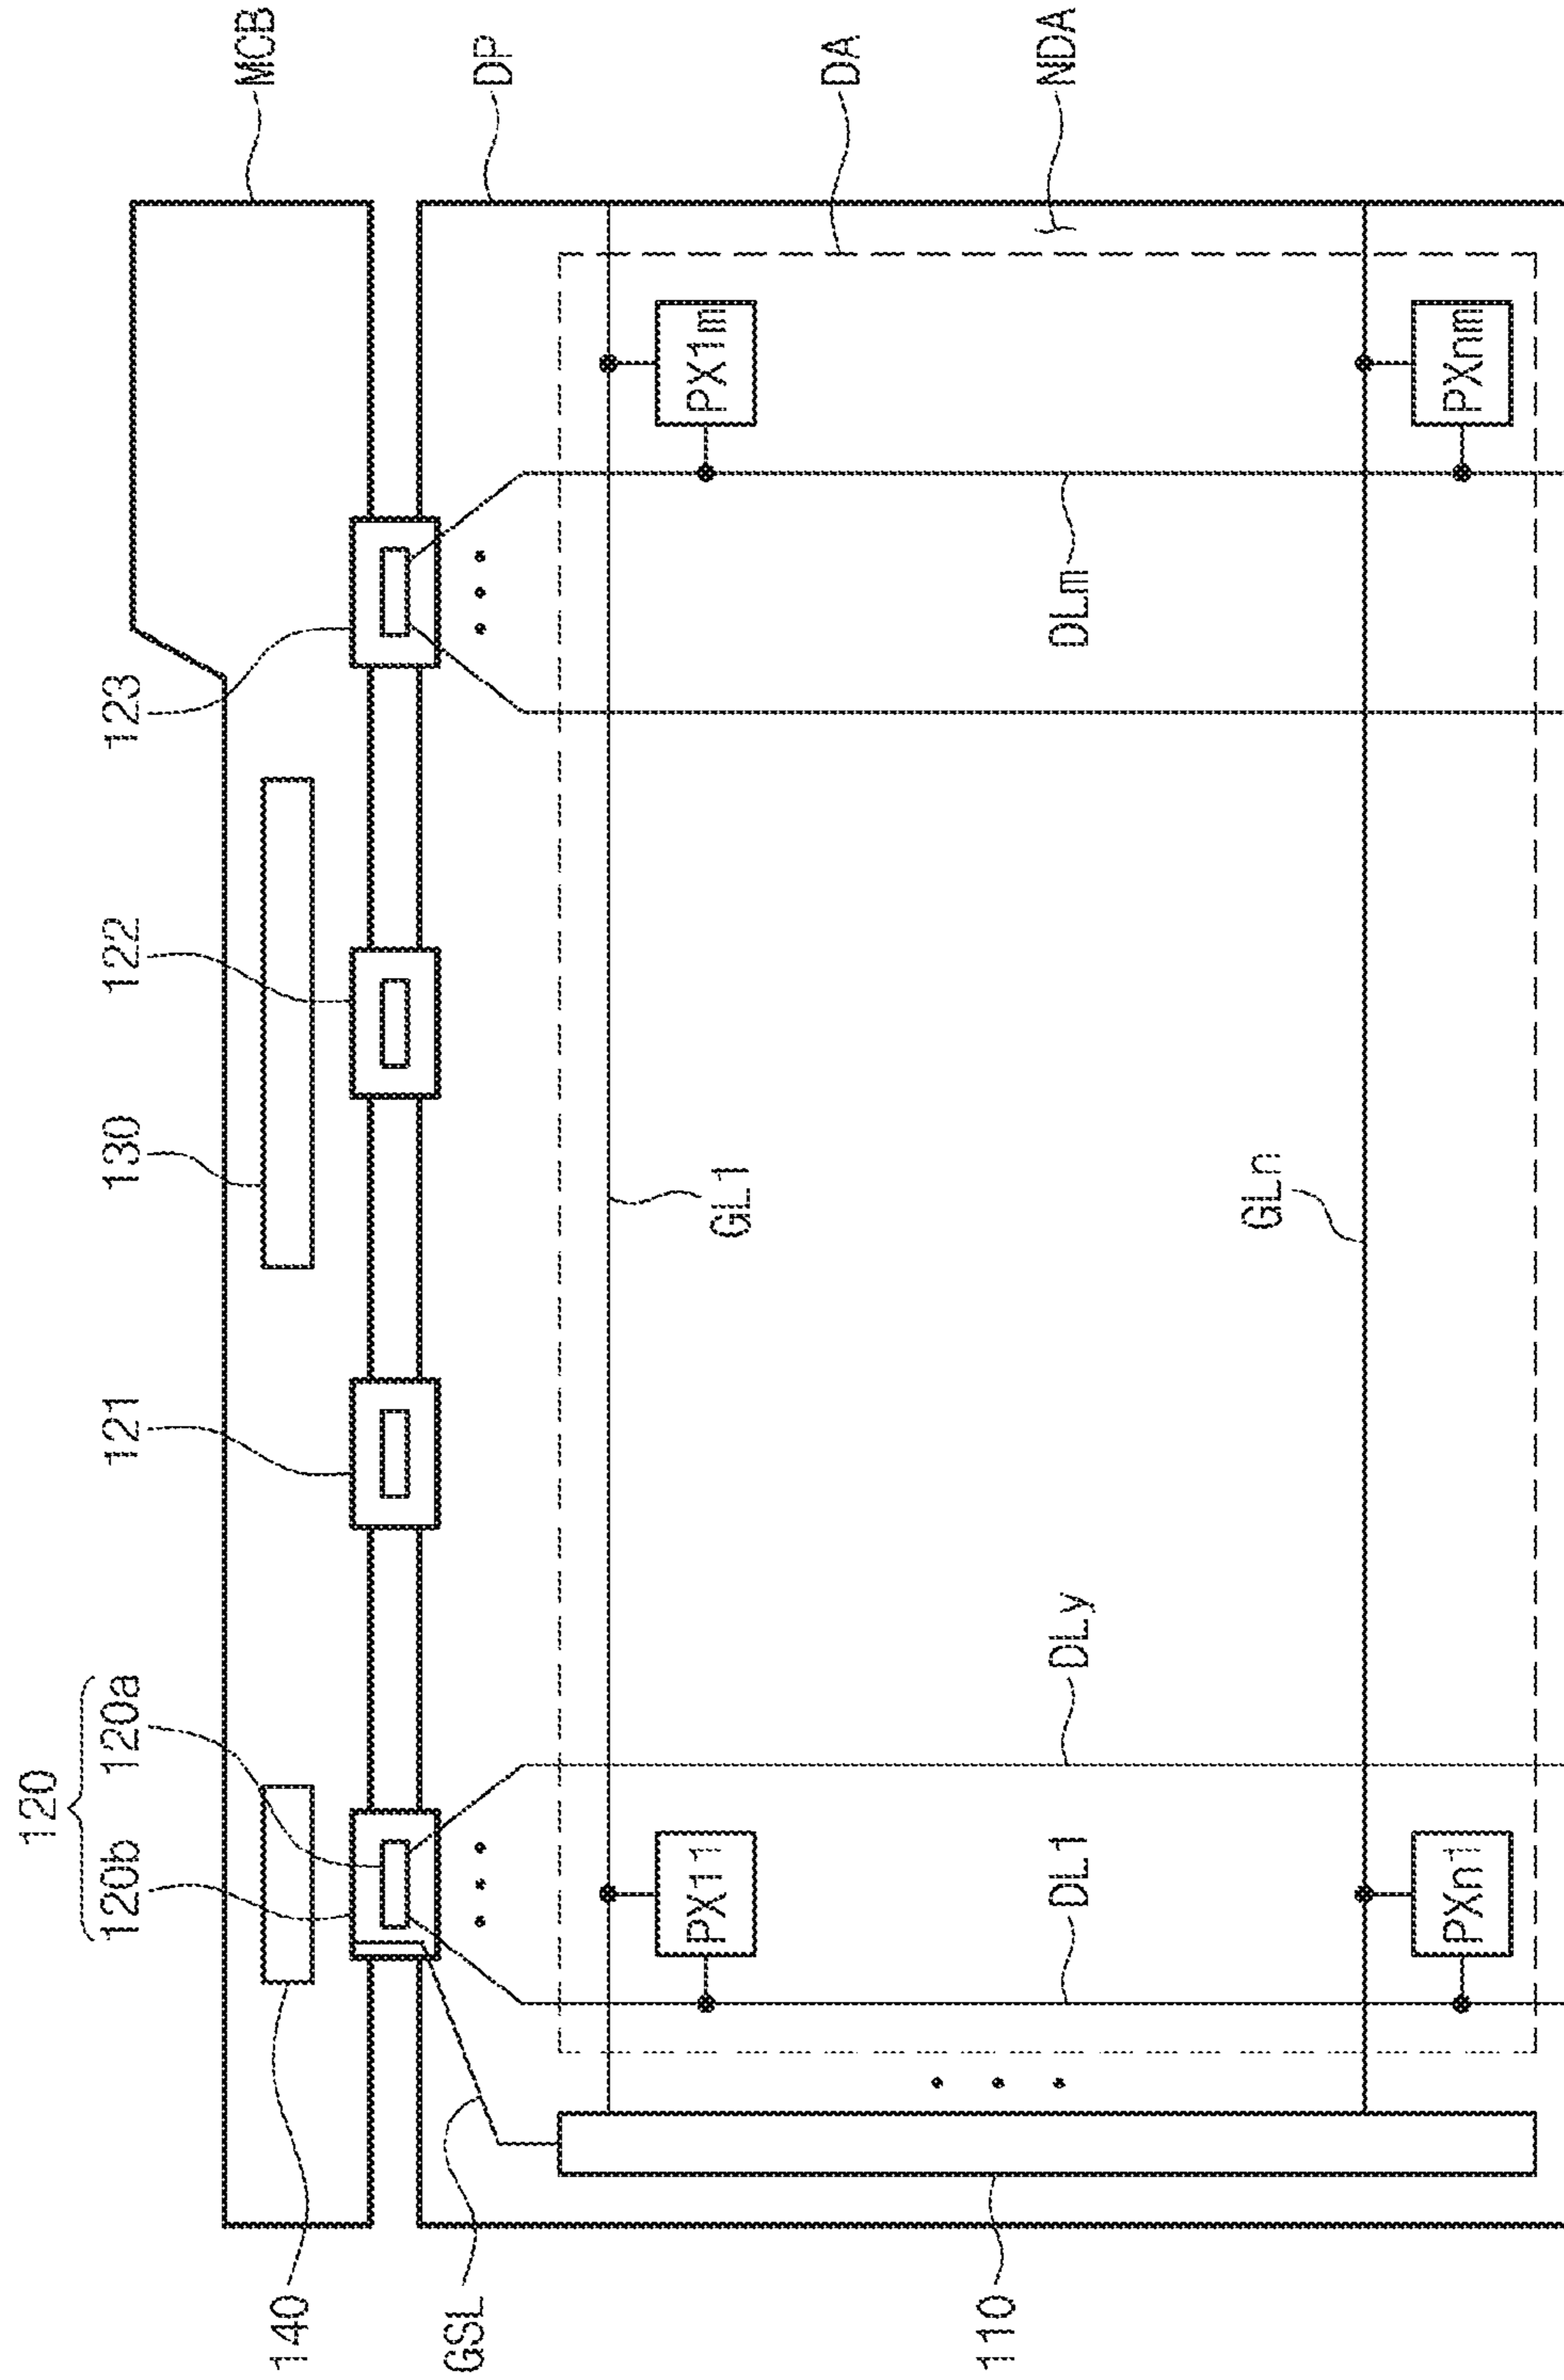 120
120b 120a 121 130 122 123
140
MCB
GSL
DP
PX11
PX1m
GL1
DA
110
DL1
DLy
DLm
NDA
GLn
PXn1
PXnm